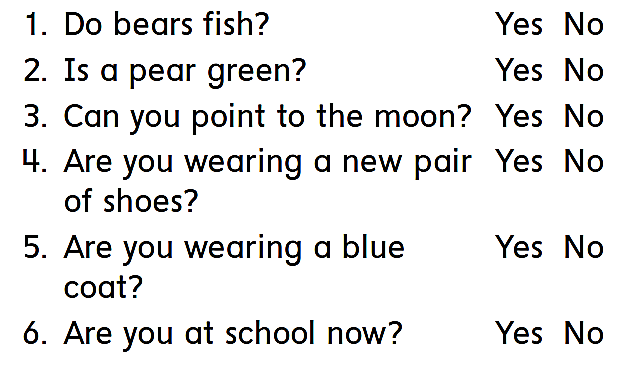 1. Do bears fish? Yes No
2. Is a pear green? Yes No
3. Can you point to the moon? Yes No
4. Are you wearing a new pair Yes No
of shoes?
5. Are you wearing a blue Yes No
coat?
6. Are you at school now? Yes No